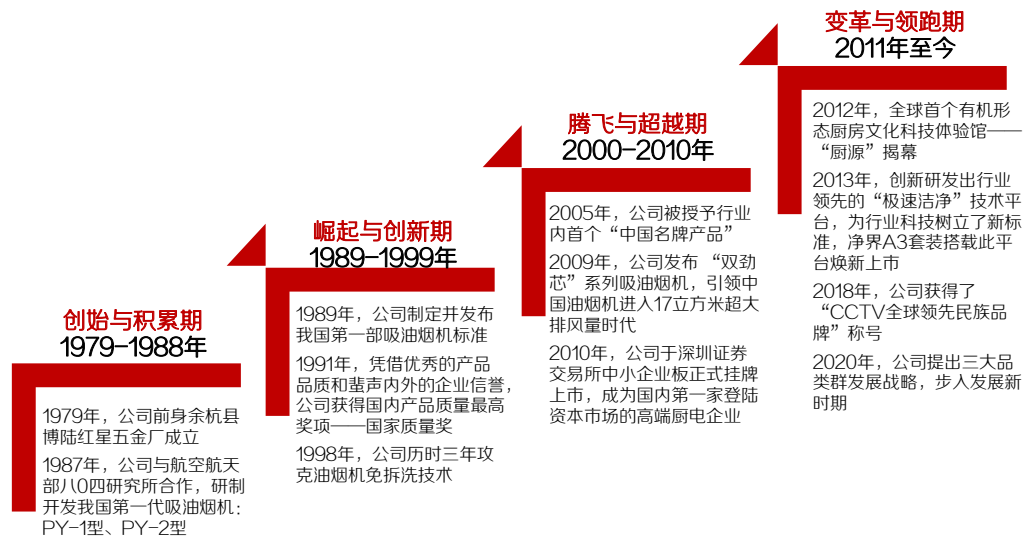 创始与积累期
1979-1988年
1979年，公司前身余杭县
博陆红星五金厂成立
1987年，公司与航空航天
部八0四研究所合作，研制
开发我国第一代吸油烟机：
PY-1型、PY-2型
崛起与创新期
1989-1999年
1989年，公司制定并发布
我国第一部吸油烟机标准
1991年，凭借优秀的产品
品质和蜚声内外的企业信誉，
公司获得国内产品质量最高
奖项——国家质量奖
1998年，公司历时三年攻
克油烟机免拆洗技术
腾飞与超越期
2000-2010年
2005年，公司被授予行业
内首个“中国名牌产品”
2009年，公司发布 “双劲
芯”系列吸油烟机，引领中
国油烟机进入17立方米超大
排风量时代
2010年，公司于深圳证券
交易所中小企业板正式挂牌
上市，成为国内第一家登陆
资本市场的高端厨电企业
变革与领跑期
2011年至今
2012年，全球首个有机形
态厨房文化科技体验馆——
“厨源”揭幕
2013年，创新研发出行业
领先的“极速洁净”技术平
台，为行业科技树立了新标
准，净界A3套装搭载此平
台焕新上市
2018年，公司获得了
“CCTV全球领先民族品
牌”称号
2020年，公司提出三大品
类群发展战略，步入发展新
时期